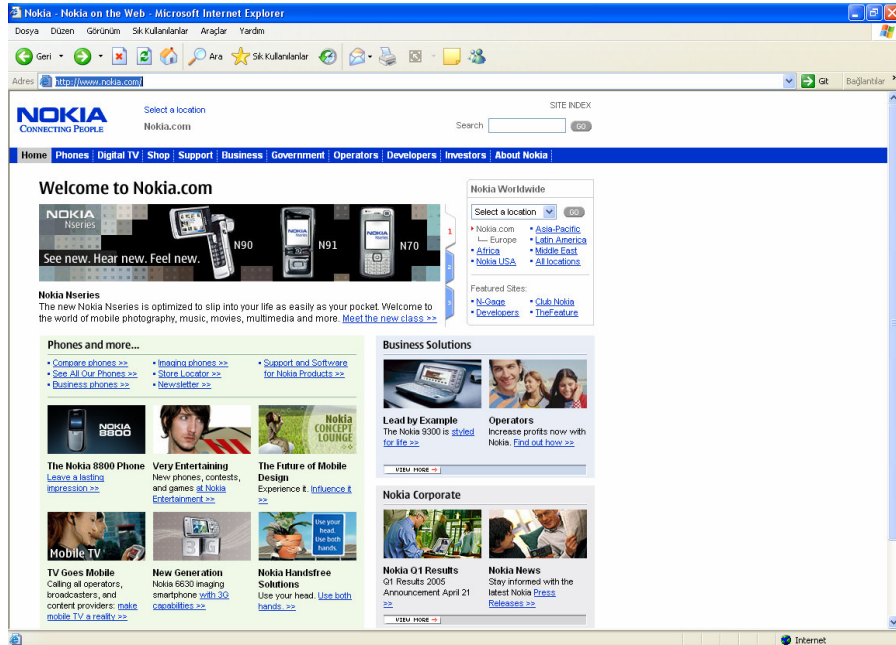 Nokia - Nokia on the Web - Microsoft Internet Explorer
Dosya Düzen Görünüm Sık Kullanılanlar Araçlar Yardım
Geri Ara Sık Kullanılanlar
Adres http://www.nokia.com/ Git Bağlantılar
NOKIA
CONNECTING PEOPLE
Select a location
Nokia.com
SITE INDEX
Search GO
Home Phones Digital TV Shop Support Business Government Operators Developers Investors About Nokia
Welcome to Nokia.com
NOKIA
Nseries
N90 N91 N70
See new. Hear new. Feel new.
1
2
3
Nokia Nseries
The new Nokia Nseries is optimized to slip into your life as easily as your pocket. Welcome to
the world of mobile photography, music, movies, multimedia and more. Meet the new class >>
Nokia Worldwide
Select a location GO
Nokia.com
Europe
Africa
Nokia USA
Asia-Pacific
Latin America
Middle East
All locations
Featured Sites:
N-Gage
Developers
Club Nokia
TheFeature
Phones and more...
Compare phones >>
See All Our Phones >>
Business phones >>
Imaging phones >>
Store Locator >>
Newsletter >>
Support and Software
for Nokia Products >>
NOKIA
8800
The Nokia 8800 Phone
Leave a lasting
impression >>
Very Entertaining
New phones, contests,
and games at Nokia
Entertainment >>
Nokia
CONCEPT
LOUNGE
The Future of Mobile
Design
Experience it. Influence it
>>
Mobile TV
TV Goes Mobile
Calling all operators,
broadcasters, and
content providers: make
mobile TV a reality >>
3G
New Generation
Nokia 6630 imaging
smartphone with 3G
capabilities >>
Use your
head.
Use both
hands.
Nokia Handsfree
Solutions
Use your head. Use both
hands. >>
Business Solutions
Lead by Example
The Nokia 9300 is styled
for life >>
Operators
Increase profits now with
Nokia. Find out how >>
VIEW MORE
Nokia Corporate
Nokia Q1 Results
Q1 Results 2005
Announcement April 21
>>
Nokia News
Stay informed with the
latest Nokia Press
Releases >>
VIEW MORE
Internet